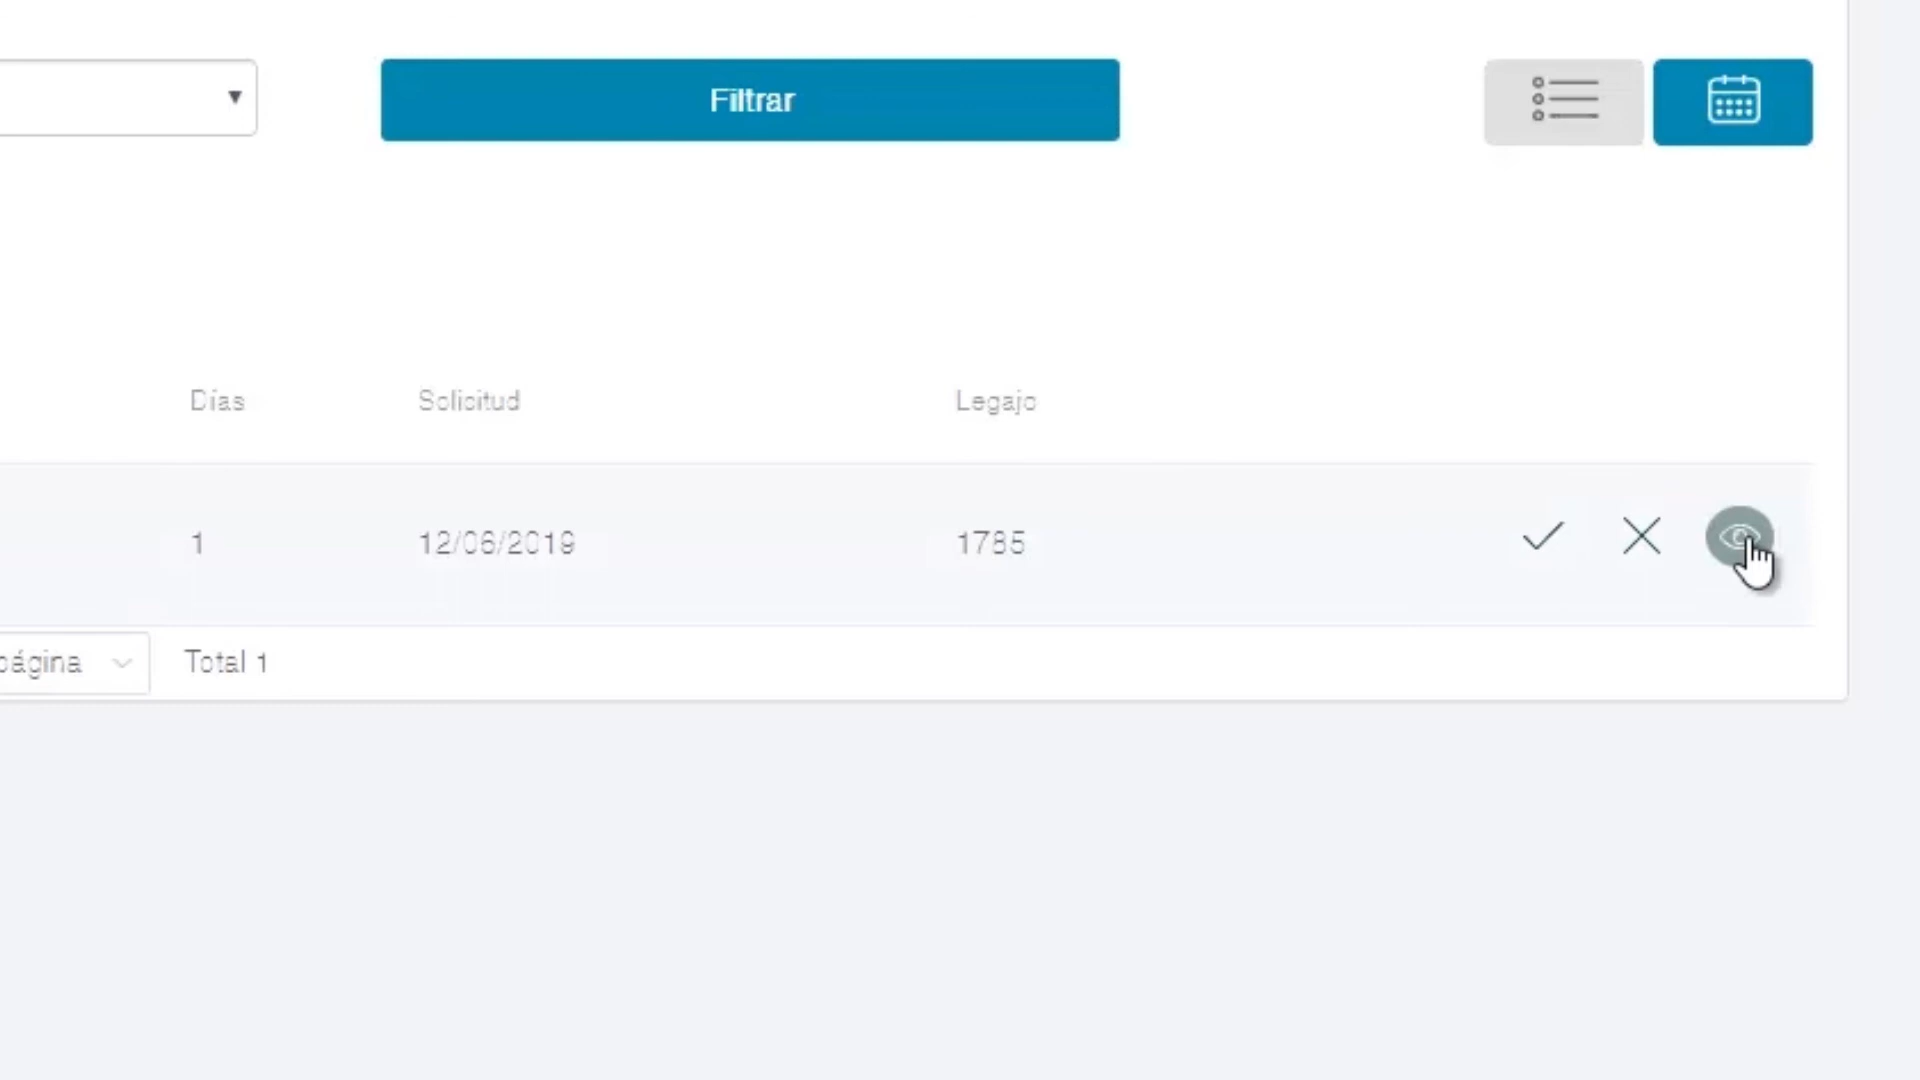 Filtrar
Días Solicitud Legajo
1 12/06/2019 1785
página Total 1